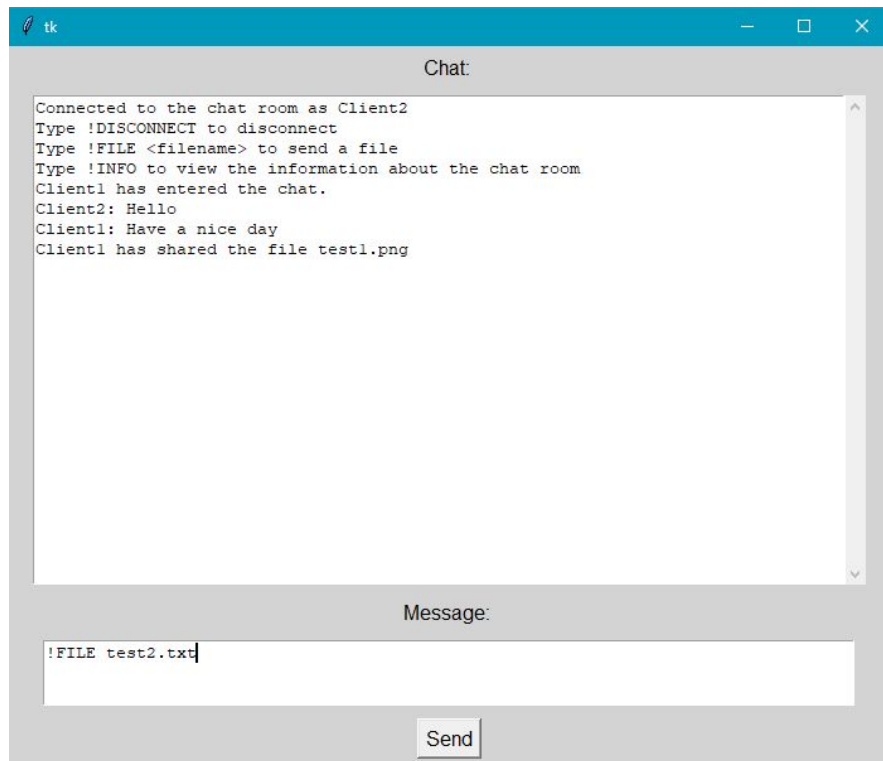 tk
Chat:
Connected to the chat room as Client2
Type !DISCONNECT to disconnect
Type !FILE <filename> to send a file
Type !INFO to view the information about the chat room
Client1 has entered the chat.
Client2: Hello
Client1: Have a nice day
Client1 has shared the file test1.png
Message:
!FILE test2.txt
Send